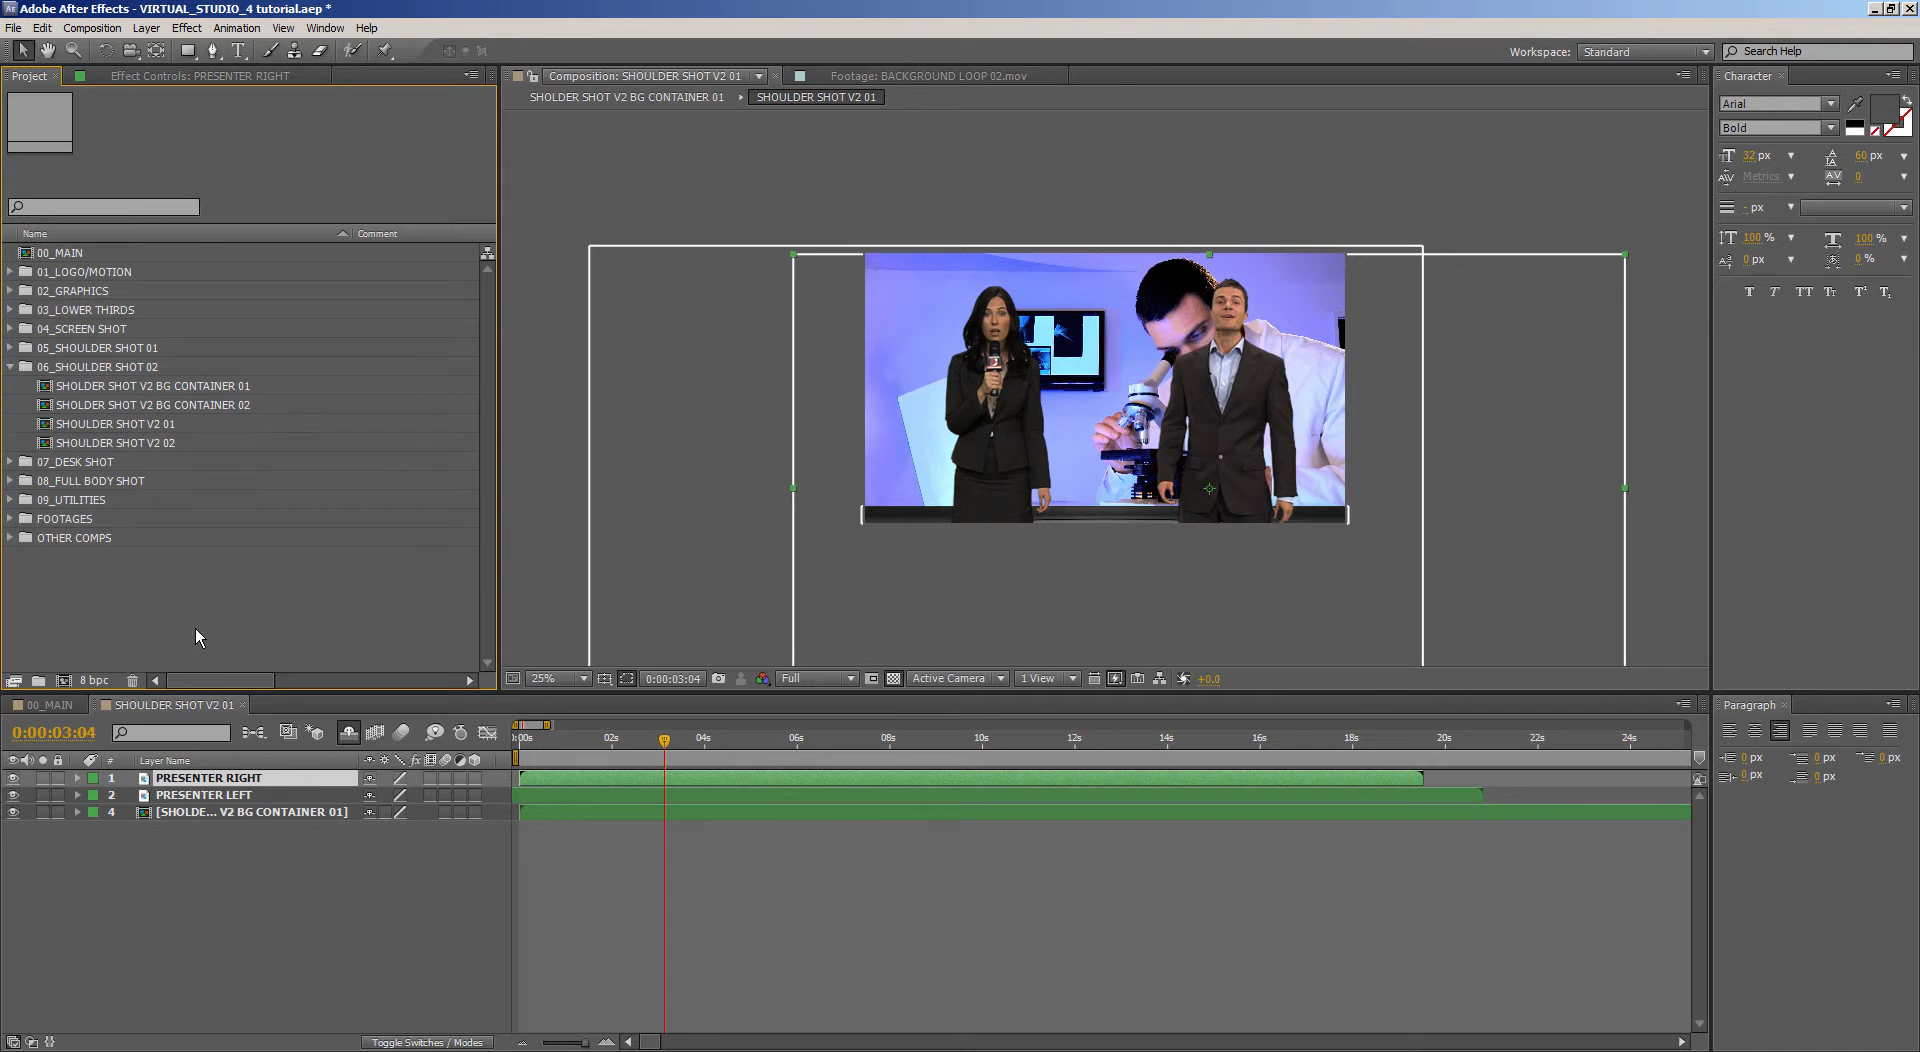 Adobe After Effects - VIRTUAL_STUDIO_4 tutorial.aep *
File Edit Composition Layer Effect Animation View Window Help
Workspace: Standard Search Help
Project Effect Controls: PRESENTER RIGHT
Composition: SHOULDER SHOT V2 01 Footage: BACKGROUND LOOP 02.mov
SHOLDER SHOT V2 BG CONTAINER 01 SHOULDER SHOT V2 01
Name Comment
00_MAIN
01_LOGO/MOTION
02_GRAPHICS
03_LOWER THIRDS
04_SCREEN SHOT
05_SHOULDER SHOT 01
06_SHOULDER SHOT 02
SHOLDER SHOT V2 BG CONTAINER 01
SHOLDER SHOT V2 BG CONTAINER 02
SHOULDER SHOT V2 01
SHOULDER SHOT V2 02
07_DESK SHOT
08_FULL BODY SHOT
09_UTILITIES
FOOTAGES
OTHER COMPS
8 bpc
25% 0:00:03:04 Full Active Camera 1 View +0.0
Character
Arial
Bold
32 px 60 px
Metrics 0
- px
100 % 100 %
0 px 0 %
T T TT Tt T¹ T₁
00_MAIN SHOULDER SHOT V2 01
0:00:03:04
# Layer Name
1 PRESENTER RIGHT
2 PRESENTER LEFT
4 [SHOLDE... V2 BG CONTAINER 01]
):00s 02s 04s 06s 08s 10s 12s 14s 16s 18s 20s 22s 24s
Toggle Switches / Modes
Paragraph
0 px 0 px 0 px
0 px 0 px